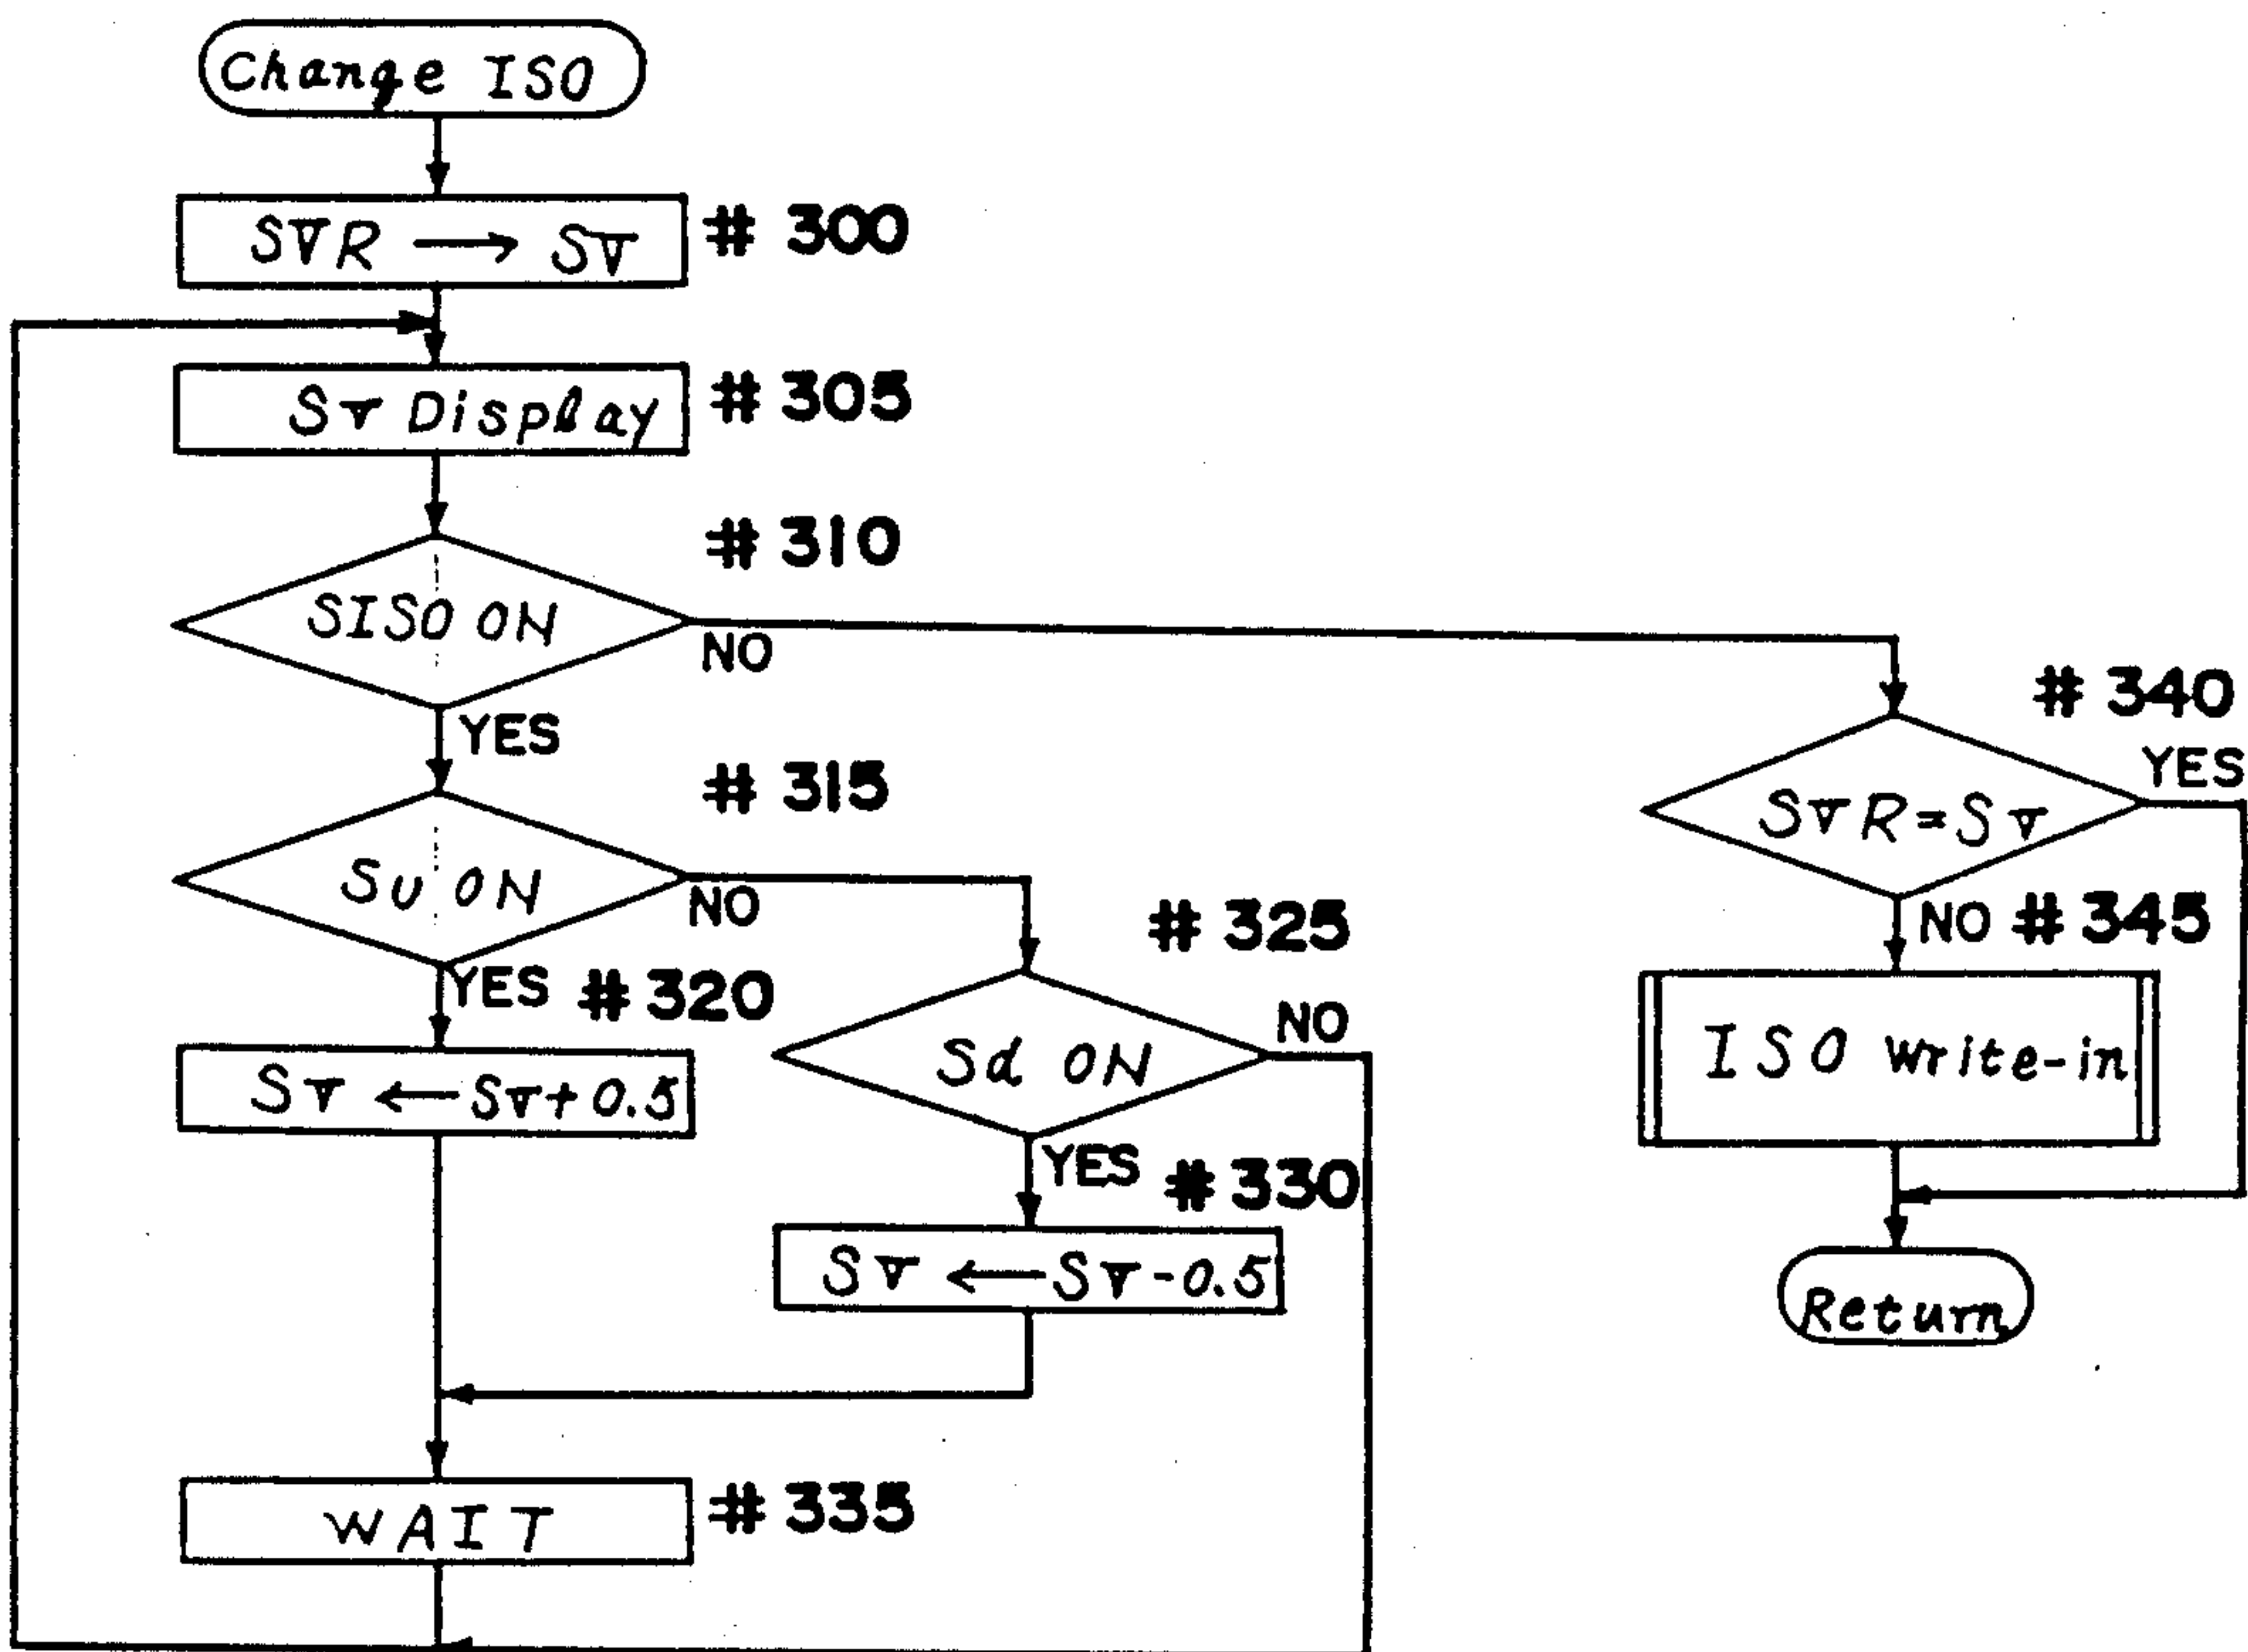 Change ISO
SVR → SV
# 300
SV Display
# 305
# 310
SISO ON
NO
YES
# 315
SU ON
NO
YES # 320
SV ← SV+0.5
# 325
Sd ON
NO
YES # 330
SV ← SV-0.5
WAIT
# 335
# 340
YES
SVR=SV
NO # 345
ISO write-in
Return